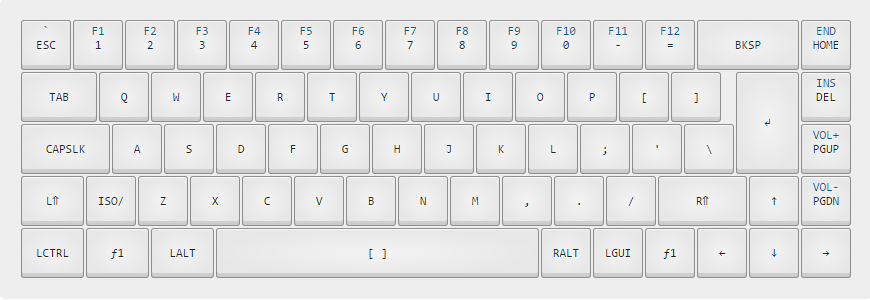 ` F1 F2 F3 F4 F5 F6 F7 F8 F9 F10 F11 F12 END
ESC 1 2 3 4 5 6 7 8 9 0 - = BKSP HOME
INS
TAB Q W E R T Y U I O P [ ] DEL
↲
VOL+
CAPSLK A S D F G H J K L ; ' \ PGUP
VOL-
L⇑ ISO/ Z X C V B N M , . / R⇑ ↑ PGDN
LCTRL ƒ1 LALT [ ] RALT LGUI ƒ1 ← ↓ →